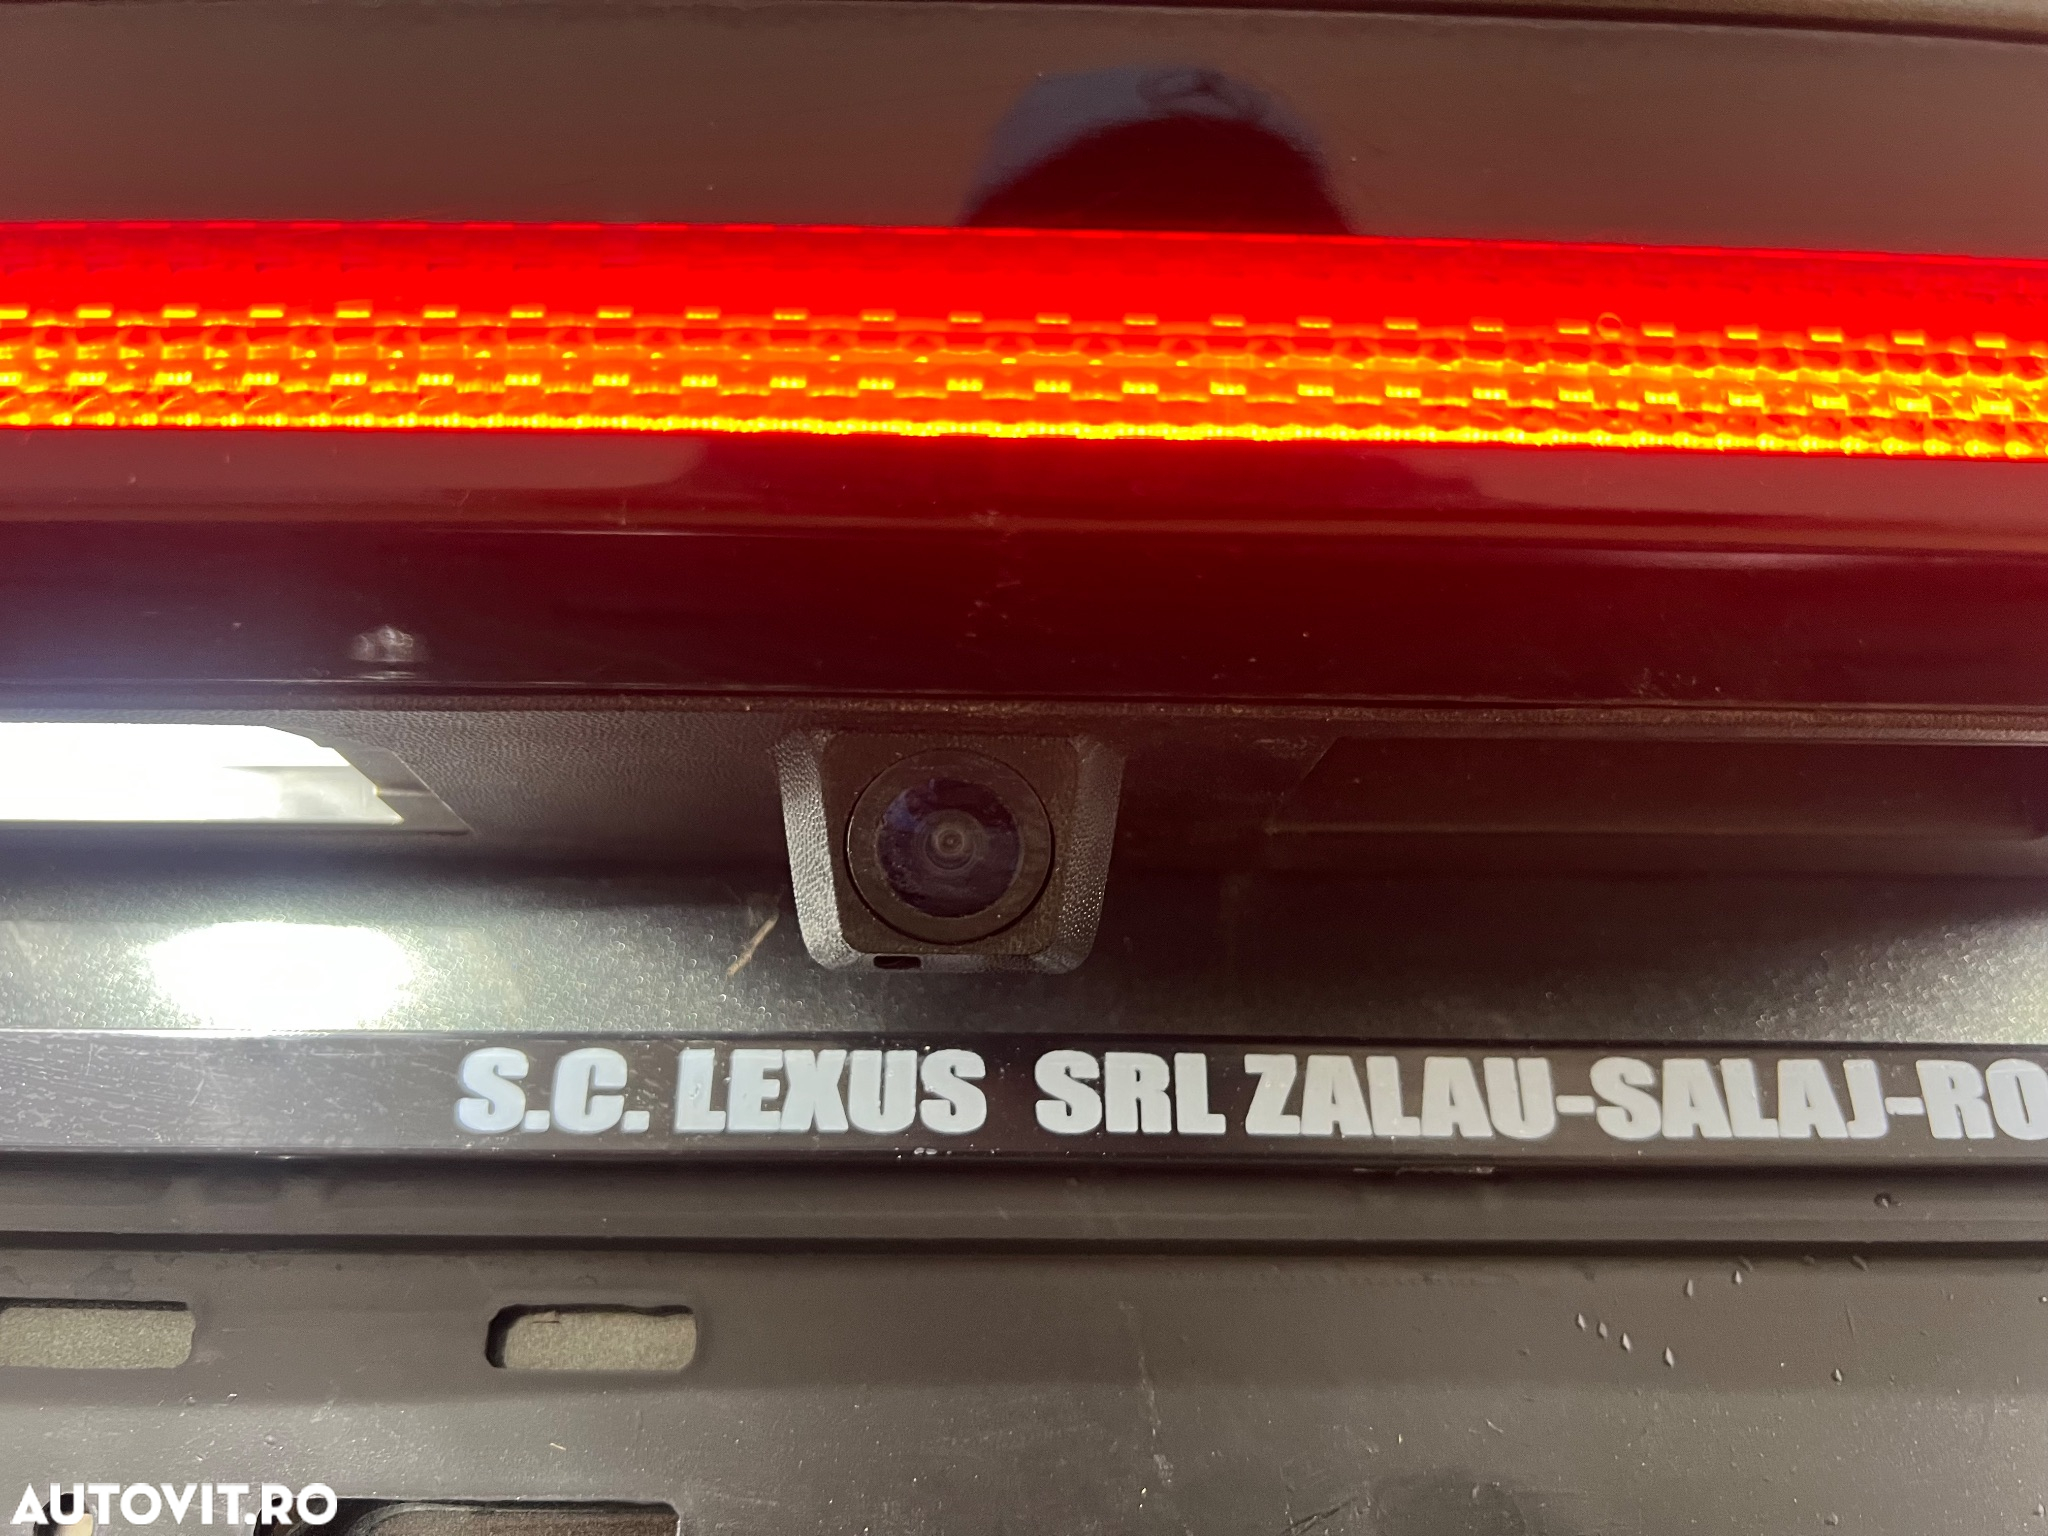 S.C. LEXUS SRL ZALAU-SALAJ-RO
AUTOVIT.RO